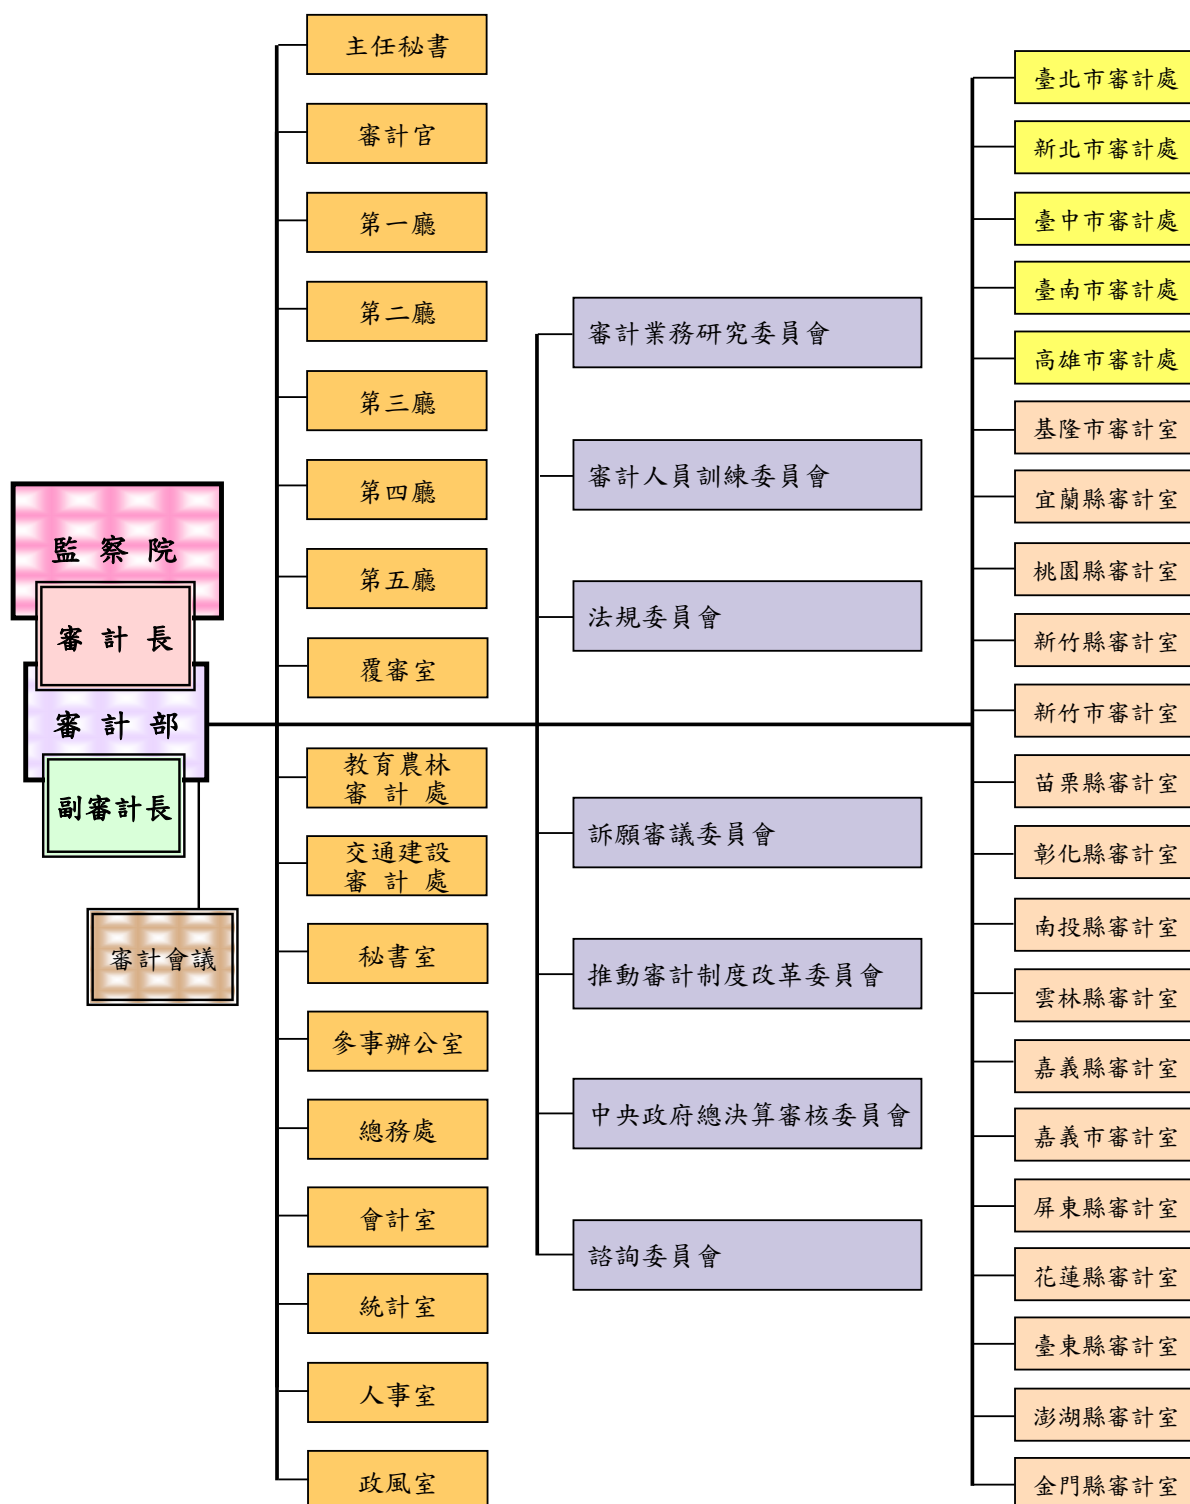 監察院
審計長
審計部
副審計長
審計會議
主任秘書
審計官
第一廳
第二廳
第三廳
第四廳
第五廳
覆審室
教育農林
審計處
交通建設
審計處
秘書室
參事辦公室
總務處
會計室
統計室
人事室
政風室
審計業務研究委員會
審計人員訓練委員會
法規委員會
訴願審議委員會
推動審計制度改革委員會
中央政府總決算審核委員會
諮詢委員會
臺北市審計處
新北市審計處
臺中市審計處
臺南市審計處
高雄市審計處
基隆市審計室
宜蘭縣審計室
桃園縣審計室
新竹縣審計室
新竹市審計室
苗栗縣審計室
彰化縣審計室
南投縣審計室
雲林縣審計室
嘉義縣審計室
嘉義市審計室
屏東縣審計室
花蓮縣審計室
臺東縣審計室
澎湖縣審計室
金門縣審計室